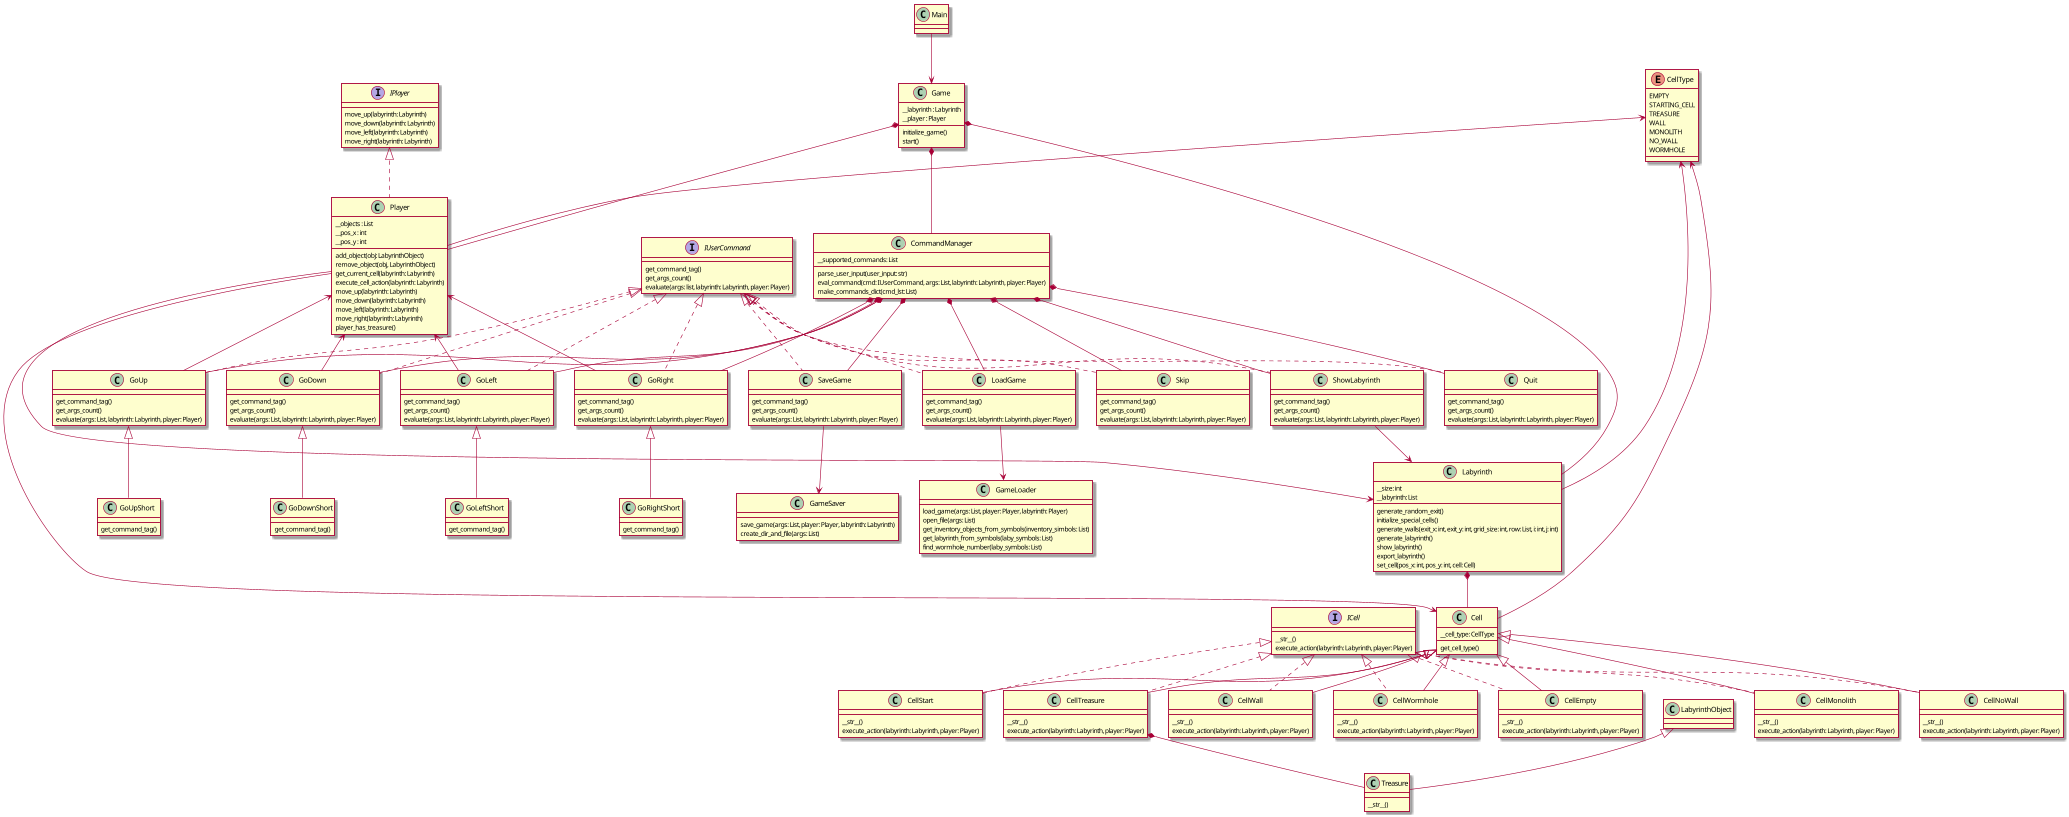 C Main
C Game
__labyrinth : Labyrinth
__player : Player
initialize_game()
start()
E CellType
EMPTY
STARTING_CELL
TREASURE
WALL
MONOLITH
NO_WALL
WORMHOLE
I IPlayer
move_up(labyrinth: Labyrinth)
move_down(labyrinth: Labyrinth)
move_left(labyrinth: Labyrinth)
move_right(labyrinth: Labyrinth)
C Player
__objects : List
__pos_x : int
__pos_y : int
add_object(obj: LabyrinthObject)
remove_object(obj, LabyrinthObject)
get_current_cell(labyrinth: Labyrinth)
execute_cell_action(labyrinth: Labyrinth)
move_up(labyrinth: Labyrinth)
move_down(labyrinth: Labyrinth)
move_left(labyrinth: Labyrinth)
move_right(labyrinth: Labyrinth)
player_has_treasure()
I IUserCommand
get_command_tag()
get_args_count()
evaluate(args: list, labyrinth: Labyrinth, player: Player)
C CommandManager
__supported_commands: List
parse_user_input(user_input: str)
eval_command(cmd: IUserCommand, args: List, labyrinth: Labyrinth, player: Player)
make_commands_dict(cmd_lst: List)
C GoUp
get_command_tag()
get_args_count()
evaluate(args: List, labyrinth: Labyrinth, player: Player)
C GoDown
get_command_tag()
get_args_count()
evaluate(args: List, labyrinth: Labyrinth, player: Player)
C GoLeft
get_command_tag()
get_args_count()
evaluate(args: List, labyrinth: Labyrinth, player: Player)
C GoRight
get_command_tag()
get_args_count()
evaluate(args: List, labyrinth: Labyrinth, player: Player)
C SaveGame
get_command_tag()
get_args_count()
evaluate(args: List, labyrinth: Labyrinth, player: Player)
C LoadGame
get_command_tag()
get_args_count()
evaluate(args: List, labyrinth: Labyrinth, player: Player)
C Skip
get_command_tag()
get_args_count()
evaluate(args: List, labyrinth: Labyrinth, player: Player)
C ShowLabyrinth
get_command_tag()
get_args_count()
evaluate(args: List, labyrinth: Labyrinth, player: Player)
C Quit
get_command_tag()
get_args_count()
evaluate(args: List, labyrinth: Labyrinth, player: Player)
C GoUpShort
get_command_tag()
C GoDownShort
get_command_tag()
C GoLeftShort
get_command_tag()
C GoRightShort
get_command_tag()
C GameSaver
save_game(args: List, player: Player, labyrinth: Labyrinth)
create_dir_and_file(args: List)
C GameLoader
load_game(args: List, player: Player, labyrinth: Player)
open_file(args: List)
get_inventory_objects_from_symbols(inventory_simbols: List)
get_labyrinth_from_symbols(laby_symbols: List)
find_wormhole_number(laby_symbols: List)
C Labyrinth
__size: int
__labyrinth: List
generate_random_exit()
initialize_special_cells()
generate_walls(exit_x: int, exit_y: int, grid_size: int, row: List, i: int, j: int)
generate_labyrinth()
show_labyrinth()
export_labyrinth()
set_cell(pos_x: int, pos_y: int, cell: Cell)
I ICell
__str__()
execute_action(labyrinth: Labyrinth, player: Player)
C Cell
__cell_type: CellType
get_cell_type()
C CellStart
__str__()
execute_action(labyrinth: Labyrinth, player: Player)
C CellTreasure
__str__()
execute_action(labyrinth: Labyrinth, player: Player)
C CellWall
__str__()
execute_action(labyrinth: Labyrinth, player: Player)
C CellWormhole
__str__()
execute_action(labyrinth: Labyrinth, player: Player)
C CellEmpty
__str__()
execute_action(labyrinth: Labyrinth, player: Player)
C LabyrinthObject
C CellMonolith
__str__()
execute_action(labyrinth: Labyrinth, player: Player)
C CellNoWall
__str__()
execute_action(labyrinth: Labyrinth, player: Player)
C Treasure
__str__()